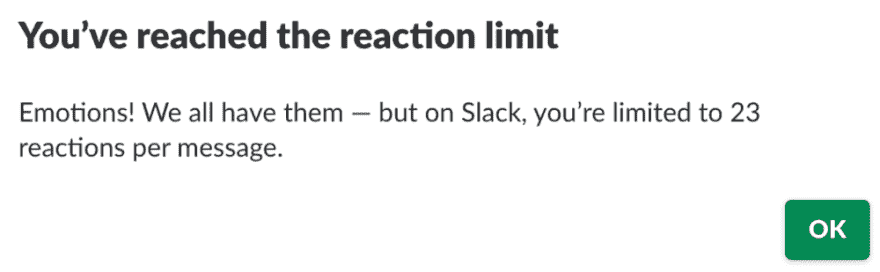 You’ve reached the reaction limit
Emotions! We all have them — but on Slack, you’re limited to 23
reactions per message.
OK